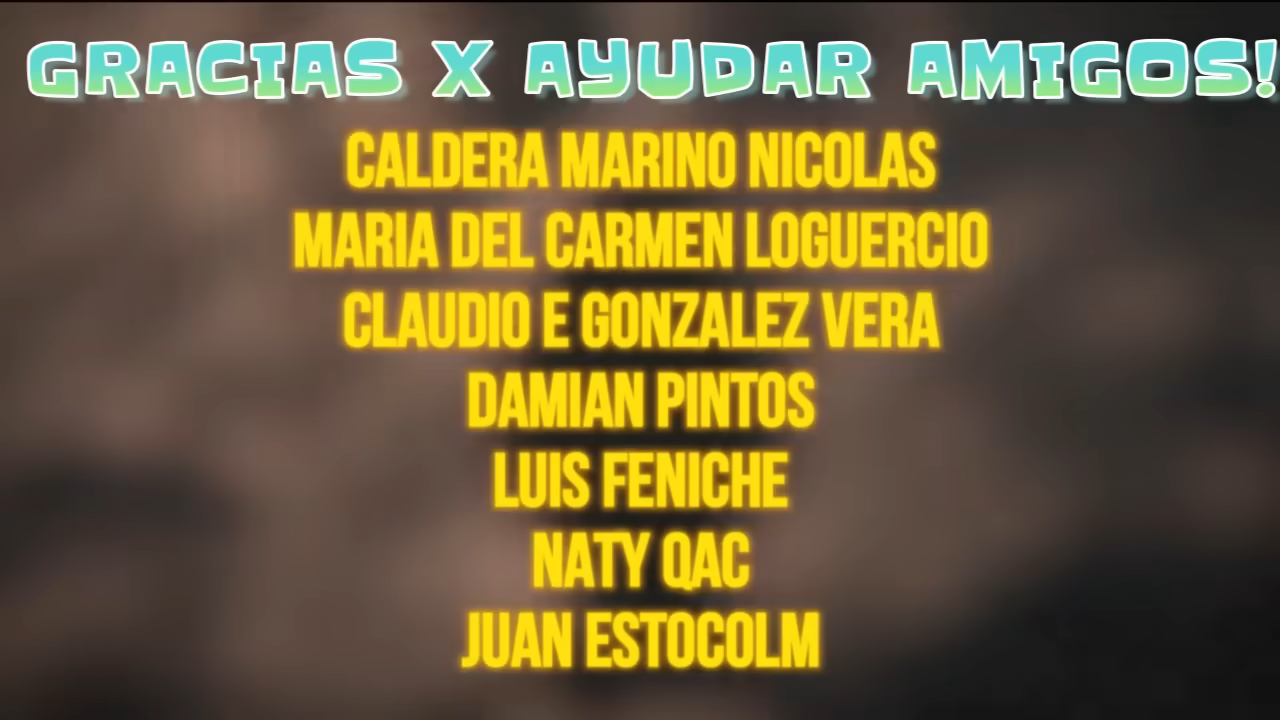 GRACIAS X AYUDAR AMIGOS!
CALDERA MARINO NICOLAS
MARIA DEL CARMEN LOGUERCIO
CLAUDIO E GONZALEZ VERA
DAMIAN PINTOS
LUIS FENICHE
NATY QAC
JUAN ESTOCOLM